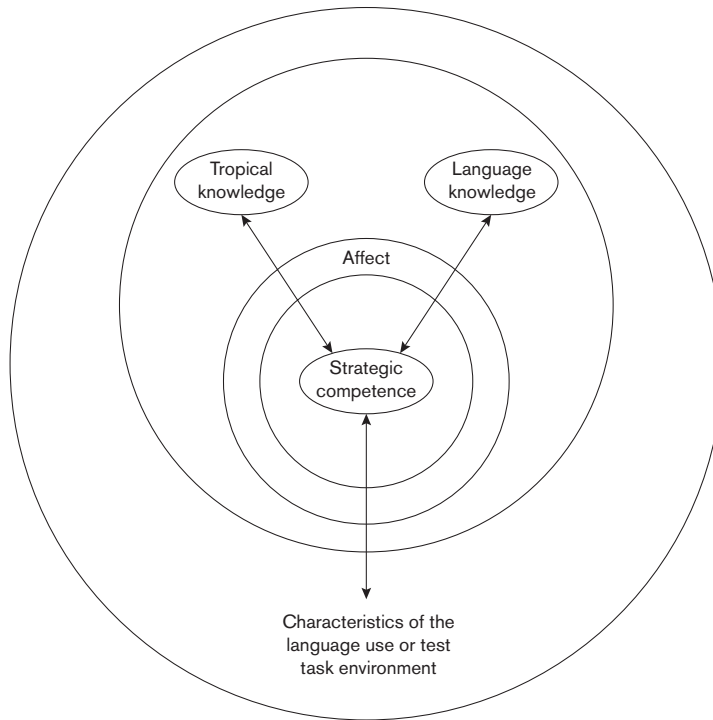 Tropical
knowledge
Language
knowledge
Affect
Strategic
competence
Characteristics of the
language use or test
task environment